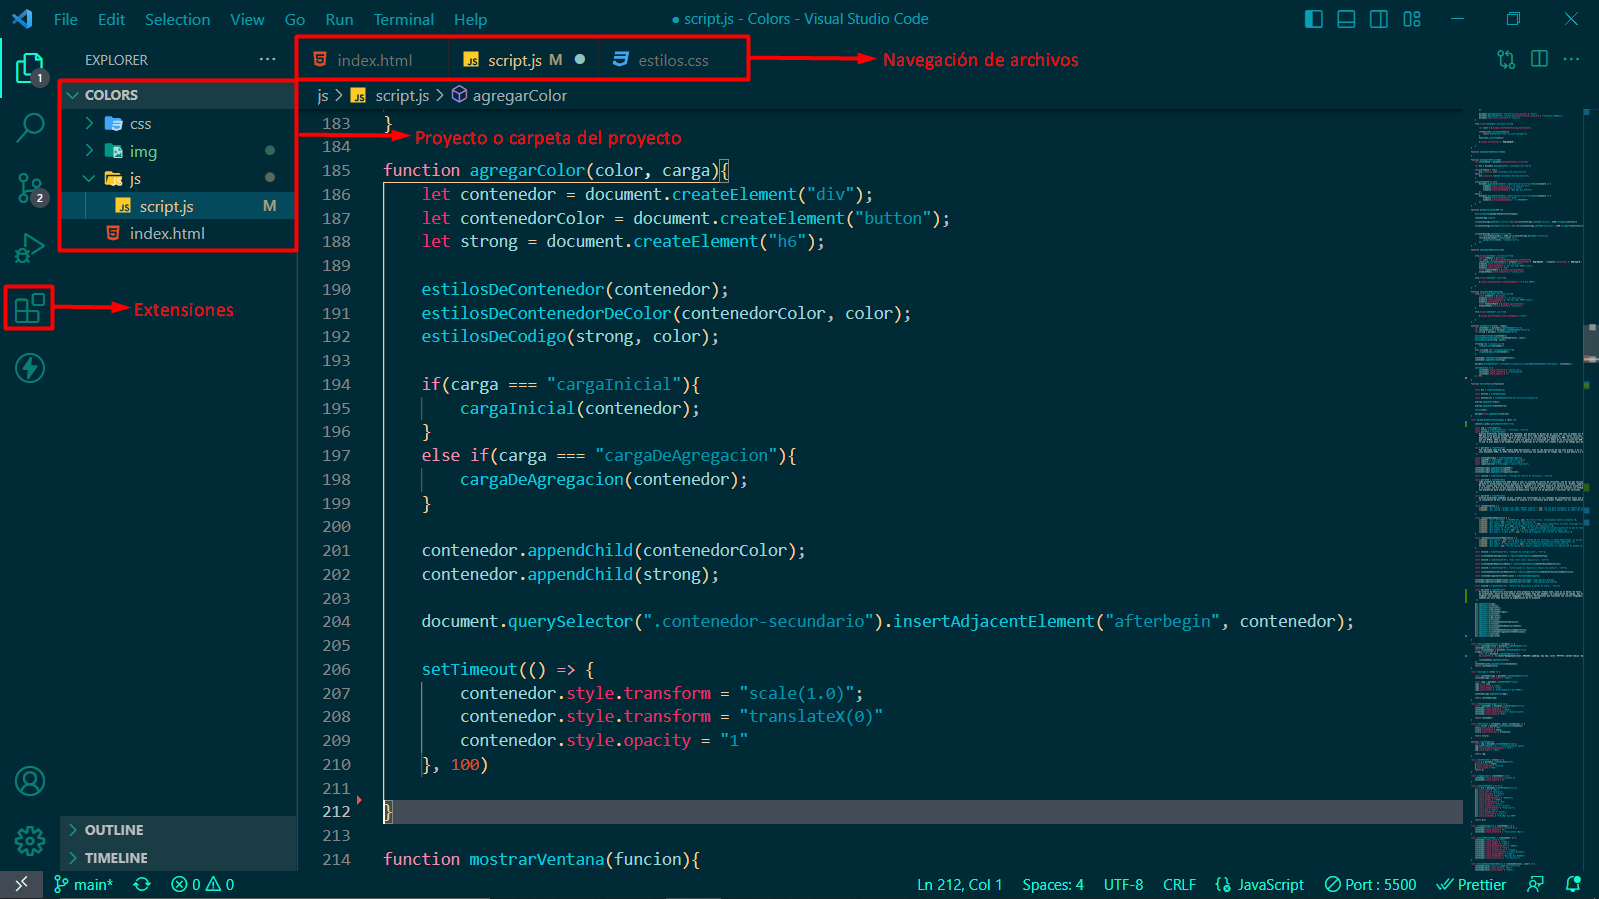 File Edit Selection View Go Run Terminal Help
● script.js - Colors - Visual Studio Code
EXPLORER ...
index.html
JS script.js M ●
estilos.css
Navegación de archivos
1
COLORS
js > JS script.js > agregarColor
css
img
js
JS script.js M
index.html
Proyecto o carpeta del proyecto
2
Extensiones
183 }
184
185 function agregarColor(color, carga){
186 let contenedor = document.createElement("div");
187 let contenedorColor = document.createElement("button");
188 let strong = document.createElement("h6");
189
190 estilosDeContenedor(contenedor);
191 estilosDeContenedorDeColor(contenedorColor, color);
192 estilosDeCodigo(strong, color);
193
194 if(carga === "cargaInicial"){
195 cargaInicial(contenedor);
196 }
197 else if(carga === "cargaDeAgregacion"){
198 cargaDeAgregacion(contenedor);
199 }
200
201 contenedor.appendChild(contenedorColor);
202 contenedor.appendChild(strong);
203
204 document.querySelector(".contenedor-secundario").insertAdjacentElement("afterbegin", contenedor);
205
206 setTimeout(() => {
207 contenedor.style.transform = "scale(1.0)";
208 contenedor.style.transform = "translateX(0)"
209 contenedor.style.opacity = "1"
210 }, 100)
211
212 }
213
214 function mostrarVentana(funcion){
OUTLINE
TIMELINE
main* 0 0
Ln 212, Col 1 Spaces: 4 UTF-8 CRLF JavaScript Port : 5500 Prettier